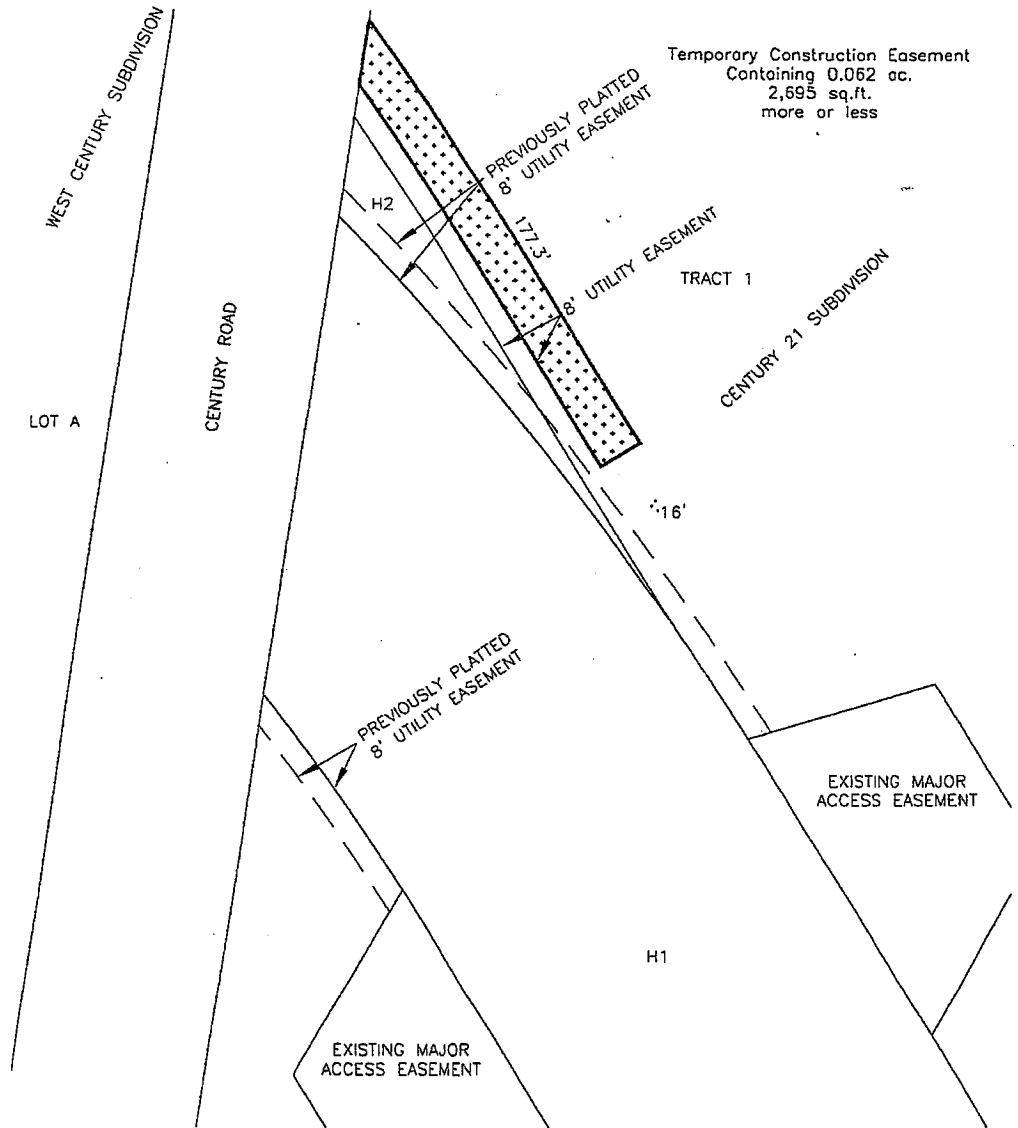 Temporary Construction Easement
Containing 0.062 ac.
2,695 sq.ft.
more or less
WEST CENTURY SUBDIVISION
PREVIOUSLY PLATTED
8' UTILITY EASEMENT
H2
177.3'
8' UTILITY EASEMENT
TRACT 1
CENTURY 21 SUBDIVISION
CENTURY ROAD
LOT A
16'
PREVIOUSLY PLATTED
8' UTILITY EASEMENT
EXISTING MAJOR
ACCESS EASEMENT
H1
EXISTING MAJOR
ACCESS EASEMENT